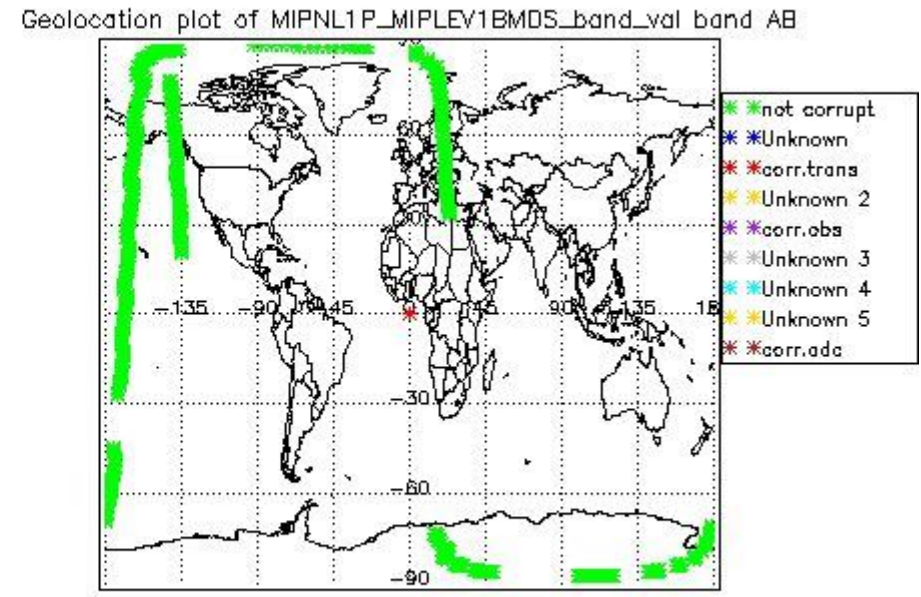 Geolocation plot of MIPNL1P_MIPLEV1BMDS_band_val band AB
60
-135 -90 45 90 135
-30
-60
-90
not corrupt
Unknown
corr.trans
Unknown 2
corr.obs
Unknown 3
Unknown 4
Unknown 5
corr.adc